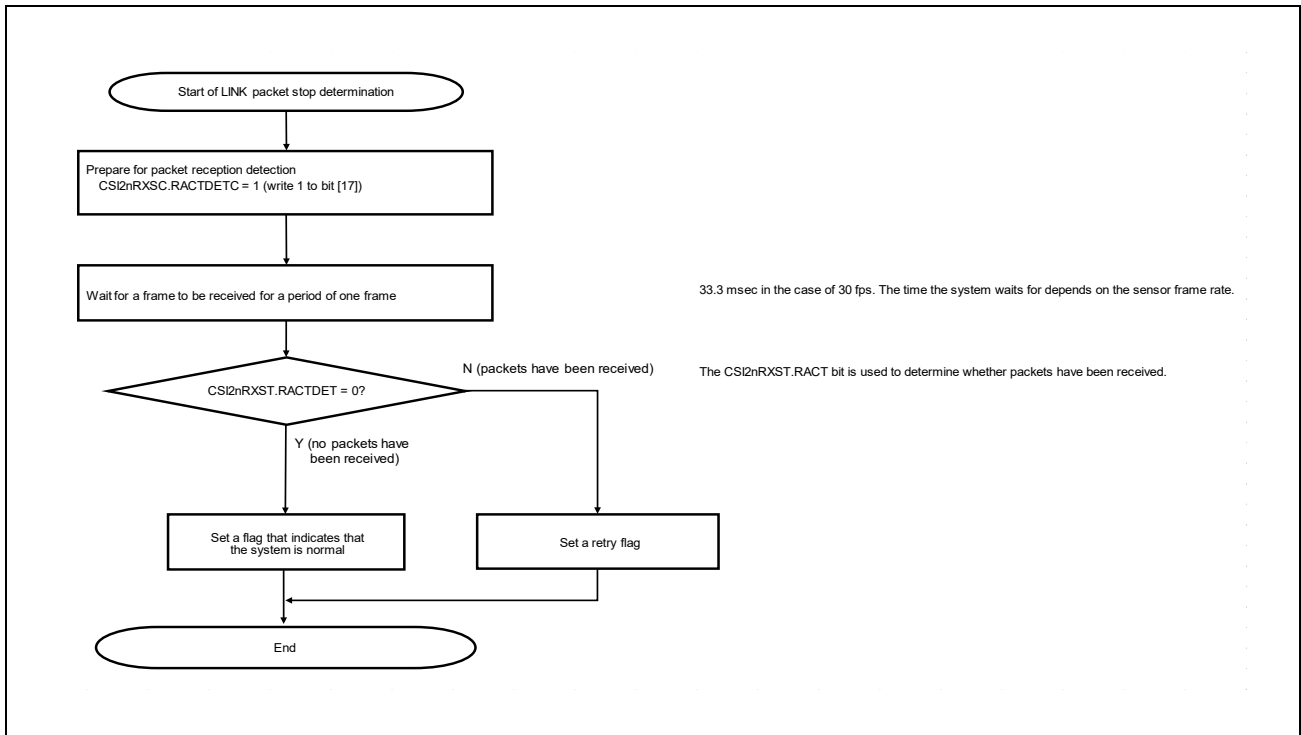 Start of LINK packet stop determination
Prepare for packet reception detection
CSI2nRXSC.RACTDETC = 1 (write 1 to bit [17])
Wait for a frame to be received for a period of one frame
33.3 msec in the case of 30 fps. The time the system waits for depends on the sensor frame rate.
N (packets have been received)
The CSI2nRXST.RACT bit is used to determine whether packets have been received.
CSI2nRXST.RACTDET = 0?
Y (no packets have
been received)
Set a flag that indicates that
the system is normal
Set a retry flag
End